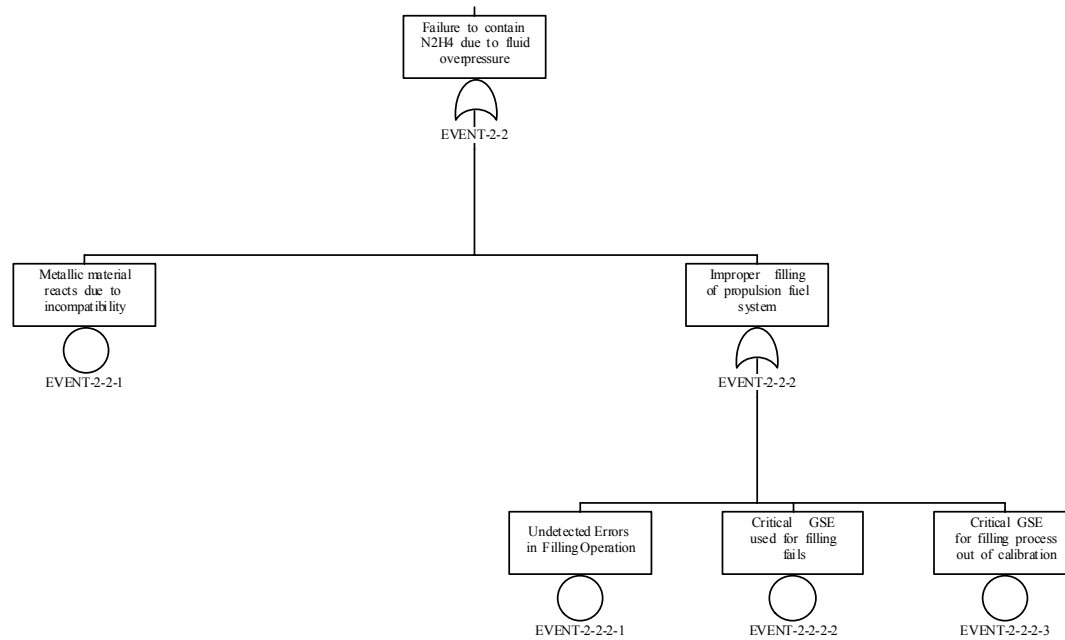 Failure to contain
N2H4 due to fluid
overpressure
EVENT-2-2
Metallic material
reacts due to
incompatibility
EVENT-2-2-1
Improper filling
of propulsion fuel
system
EVENT-2-2-2
Undetected Errors
in Filling Operation
EVENT-2-2-2-1
Critical GSE
used for filling
fails
EVENT-2-2-2-2
Critical GSE
for filling process
out of calibration
EVENT-2-2-2-3